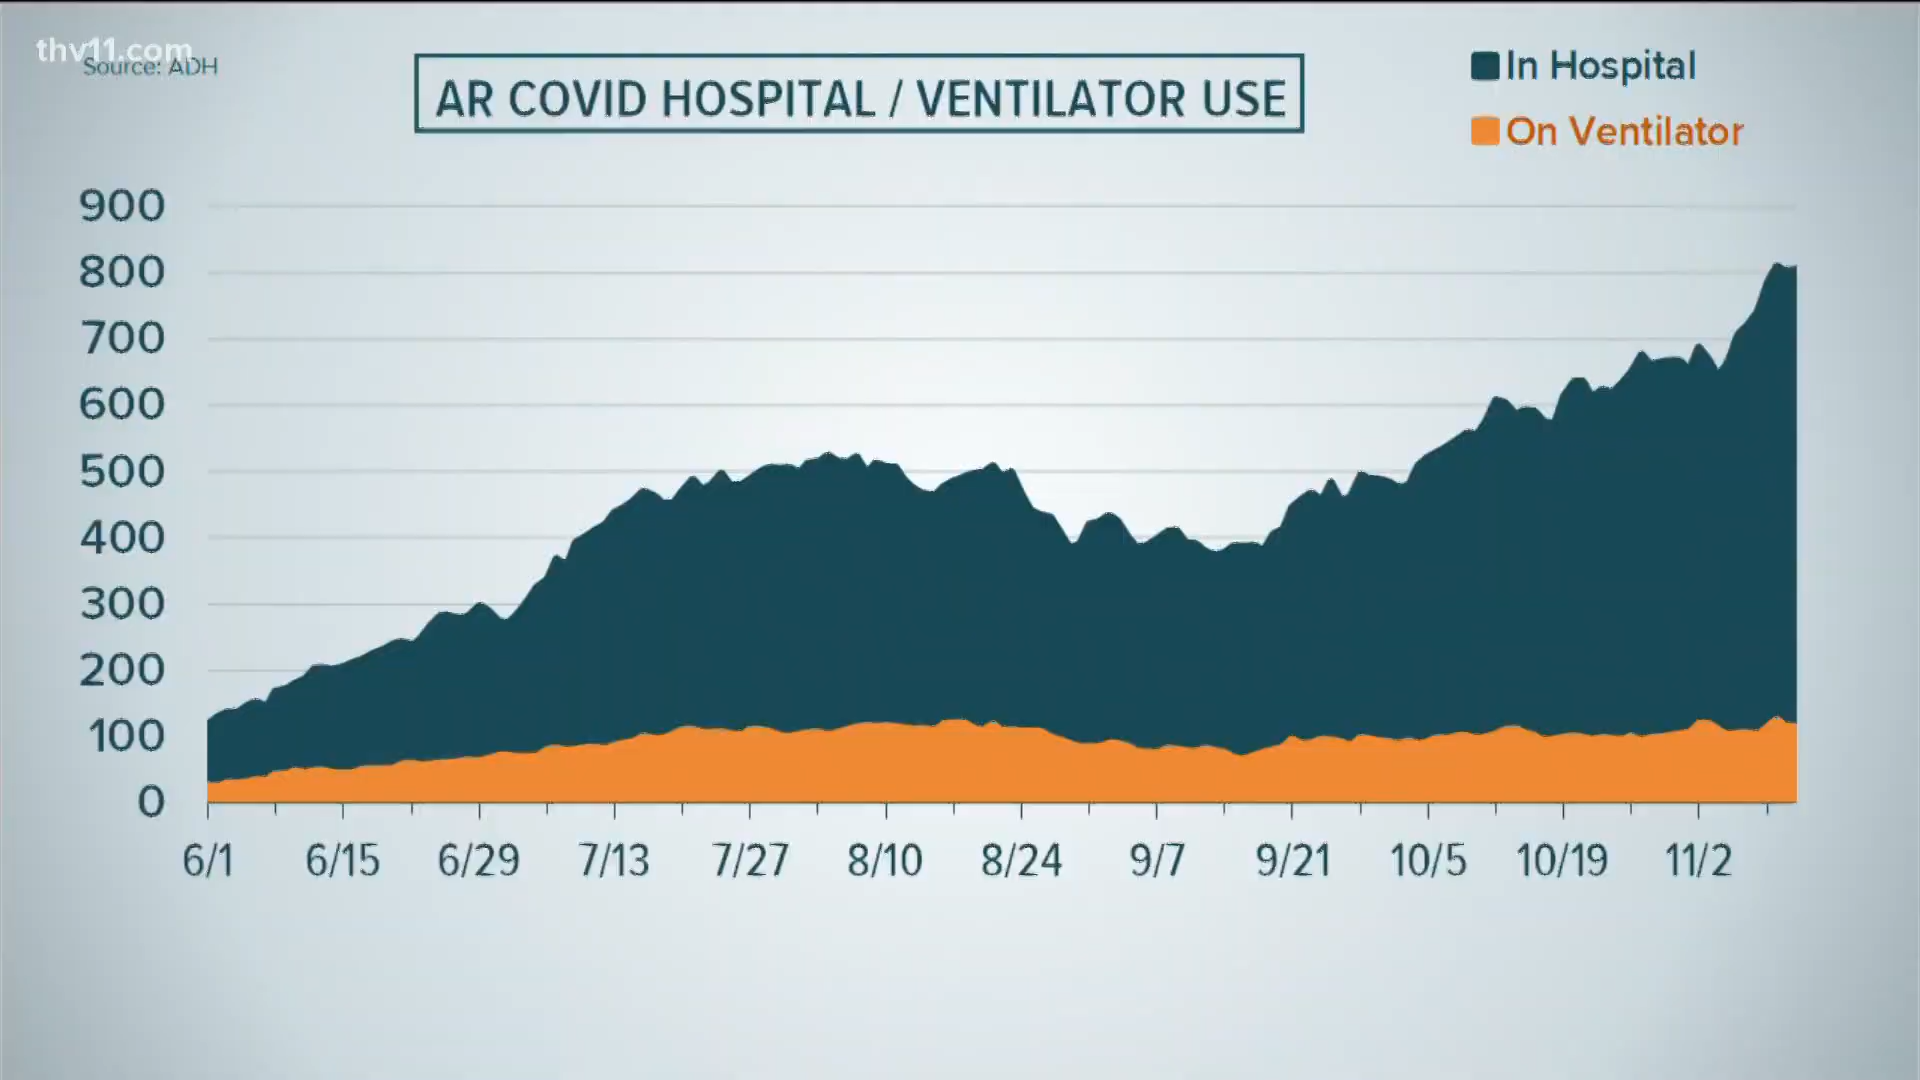 thv11.com
Source: ADH
AR COVID HOSPITAL / VENTILATOR USE
In Hospital
On Ventilator
900
800
700
600
500
400
300
200
100
0
6/1 6/15 6/29 7/13 7/27 8/10 8/24 9/7 9/21 10/5 10/19 11/2